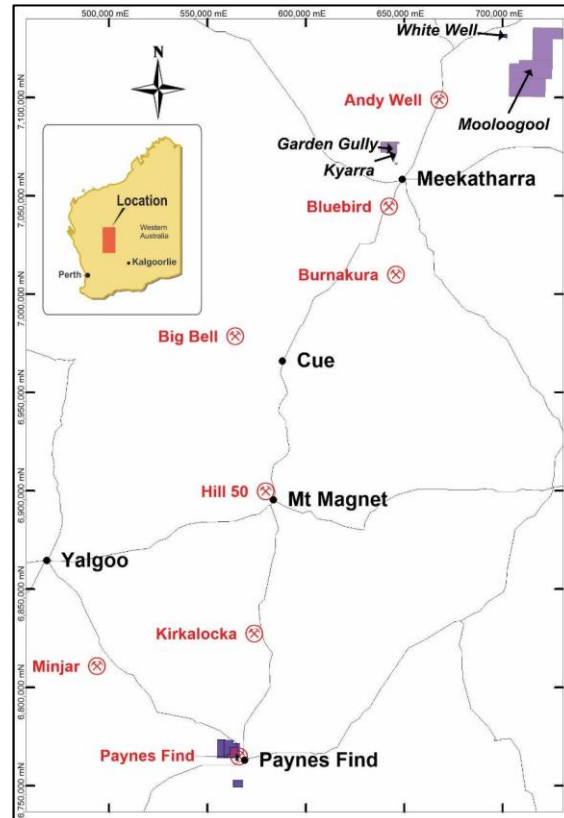 500,000 mE
550,000 mE
600,000 mE
650,000 mE
700,000 mE
White Well
N
Andy Well
Mooloogool
7,100,000 mN
Garden Gully
Kyarra
Meekatharra
Location
Western
Australia
Kalgoorlie
Perth
Bluebird
7,050,000 mN
Burnakura
7,000,000 mN
Big Bell
Cue
6,950,000 mN
Hill 50
Mt Magnet
6,900,000 mN
Yalgoo
6,850,000 mN
Kirkalocka
Minjar
6,800,000 mN
Paynes Find
Paynes Find
6,750,000 mN